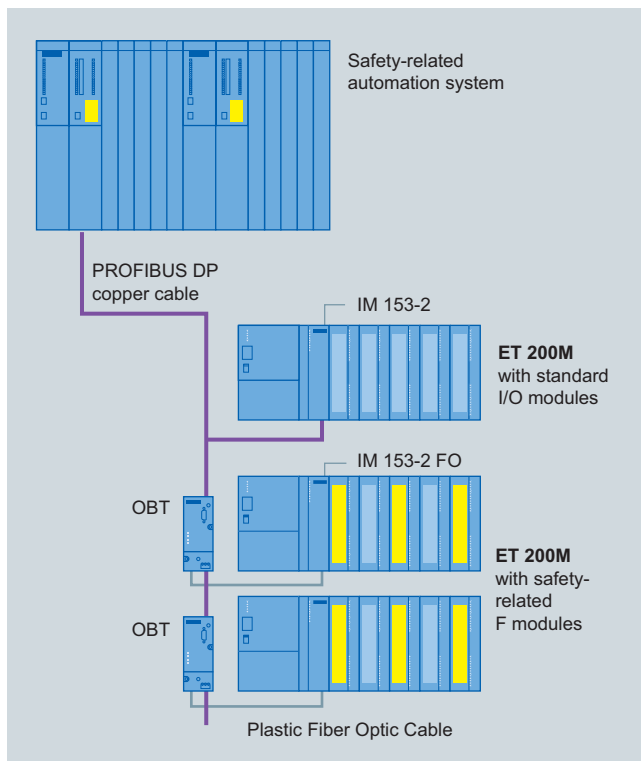 Safety-related
automation system
PROFIBUS DP
copper cable
IM 153-2
ET 200M
with standard
I/O modules
IM 153-2 FO
OBT
ET 200M
with safety-
related
F modules
OBT
Plastic Fiber Optic Cable